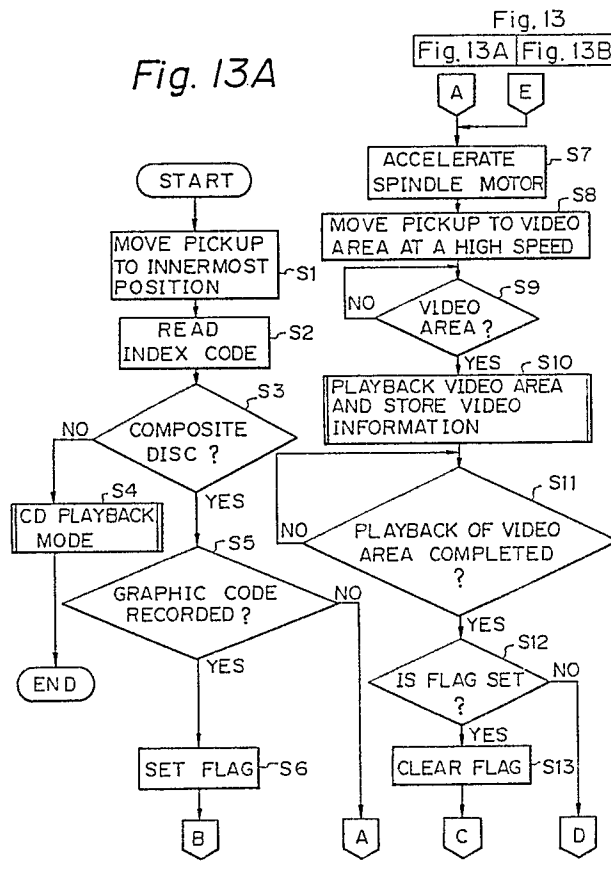 Fig. 13
Fig. 13A Fig. 13B
Fig. 13A
START
MOVE PICKUP
TO INNERMOST
POSITION
S1
READ
INDEX CODE
S2
COMPOSITE
DISC ?
S3
NO
YES
CD PLAYBACK
MODE
S4
END
GRAPHIC CODE
RECORDED ?
S5
NO
YES
SET FLAG
S6
B
A
A
E
ACCELERATE
SPINDLE MOTOR
S7
MOVE PICKUP TO VIDEO
AREA AT A HIGH SPEED
S8
VIDEO
AREA ?
S9
NO
YES
PLAYBACK VIDEO AREA
AND STORE VIDEO
INFORMATION
S10
PLAYBACK OF VIDEO
AREA COMPLETED
?
S11
NO
YES
IS FLAG SET
?
S12
NO
YES
CLEAR FLAG
S13
C
D